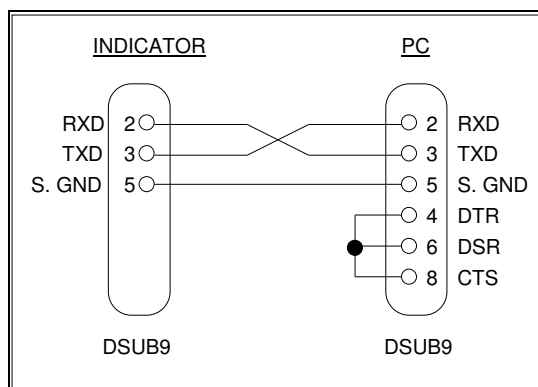 INDICATOR PC
RXD 2 2 RXD
TXD 3 3 TXD
S. GND 5 5 S. GND
4 DTR
6 DSR
8 CTS
DSUB9 DSUB9